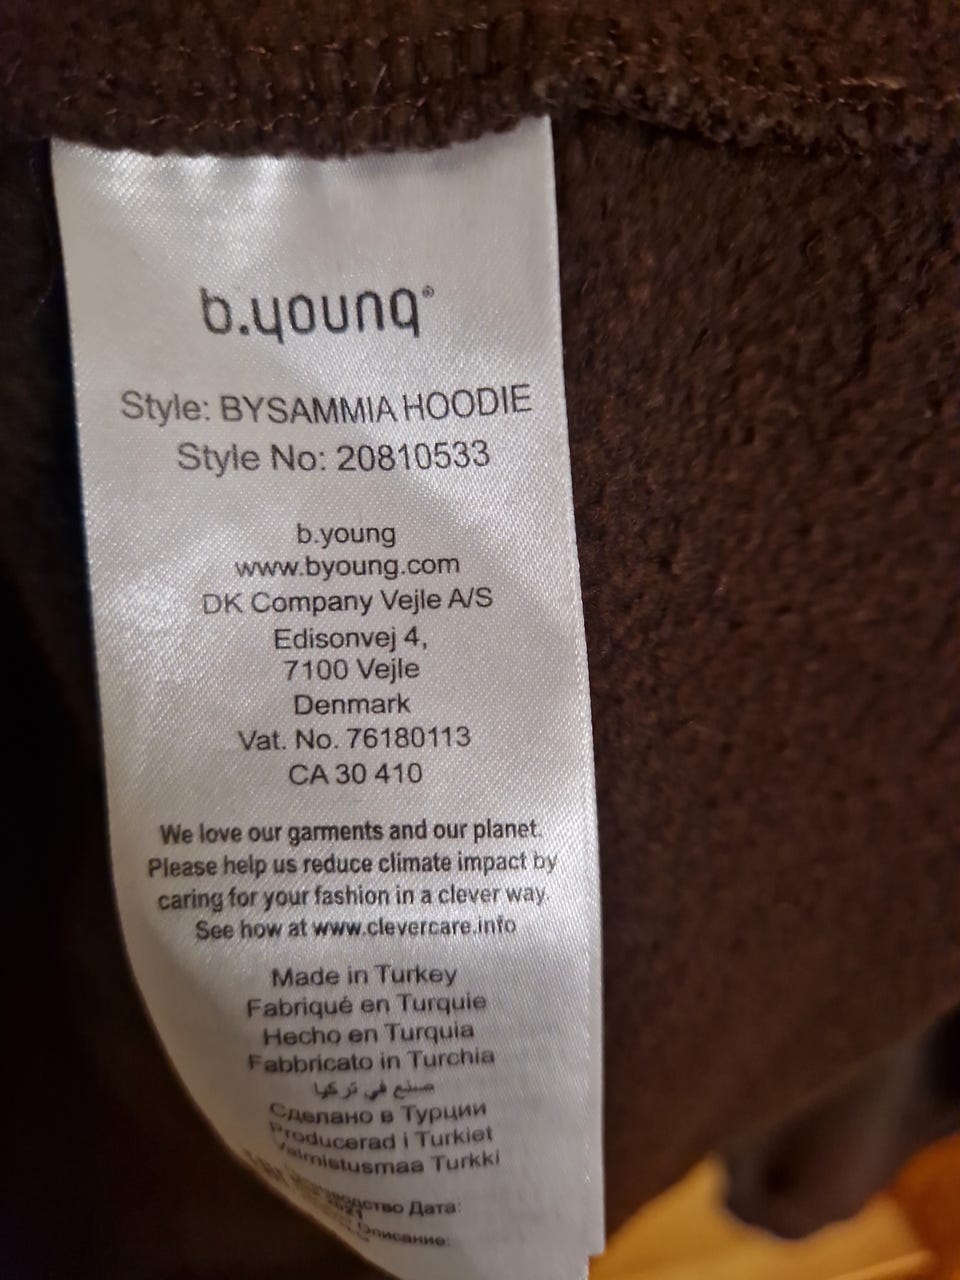 b.young®
Style: BYSAMMIA HOODIE
Style No: 20810533
b.young
www.byoung.com
DK Company Vejle A/S
Edisonvej 4,
7100 Vejle
Denmark
Vat. No. 76180113
CA 30 410
We love our garments and our planet.
Please help us reduce climate impact by
caring for your fashion in a clever way.
See how at www.clevercare.info
Made in Turkey
Fabriqué en Turquie
Hecho en Turquia
Fabbricato in Turchia
صنع في تركيا
Сделано в Турции
Producerad i Turkiet
Valmistusmaa Turkki
Дата:
Описание: